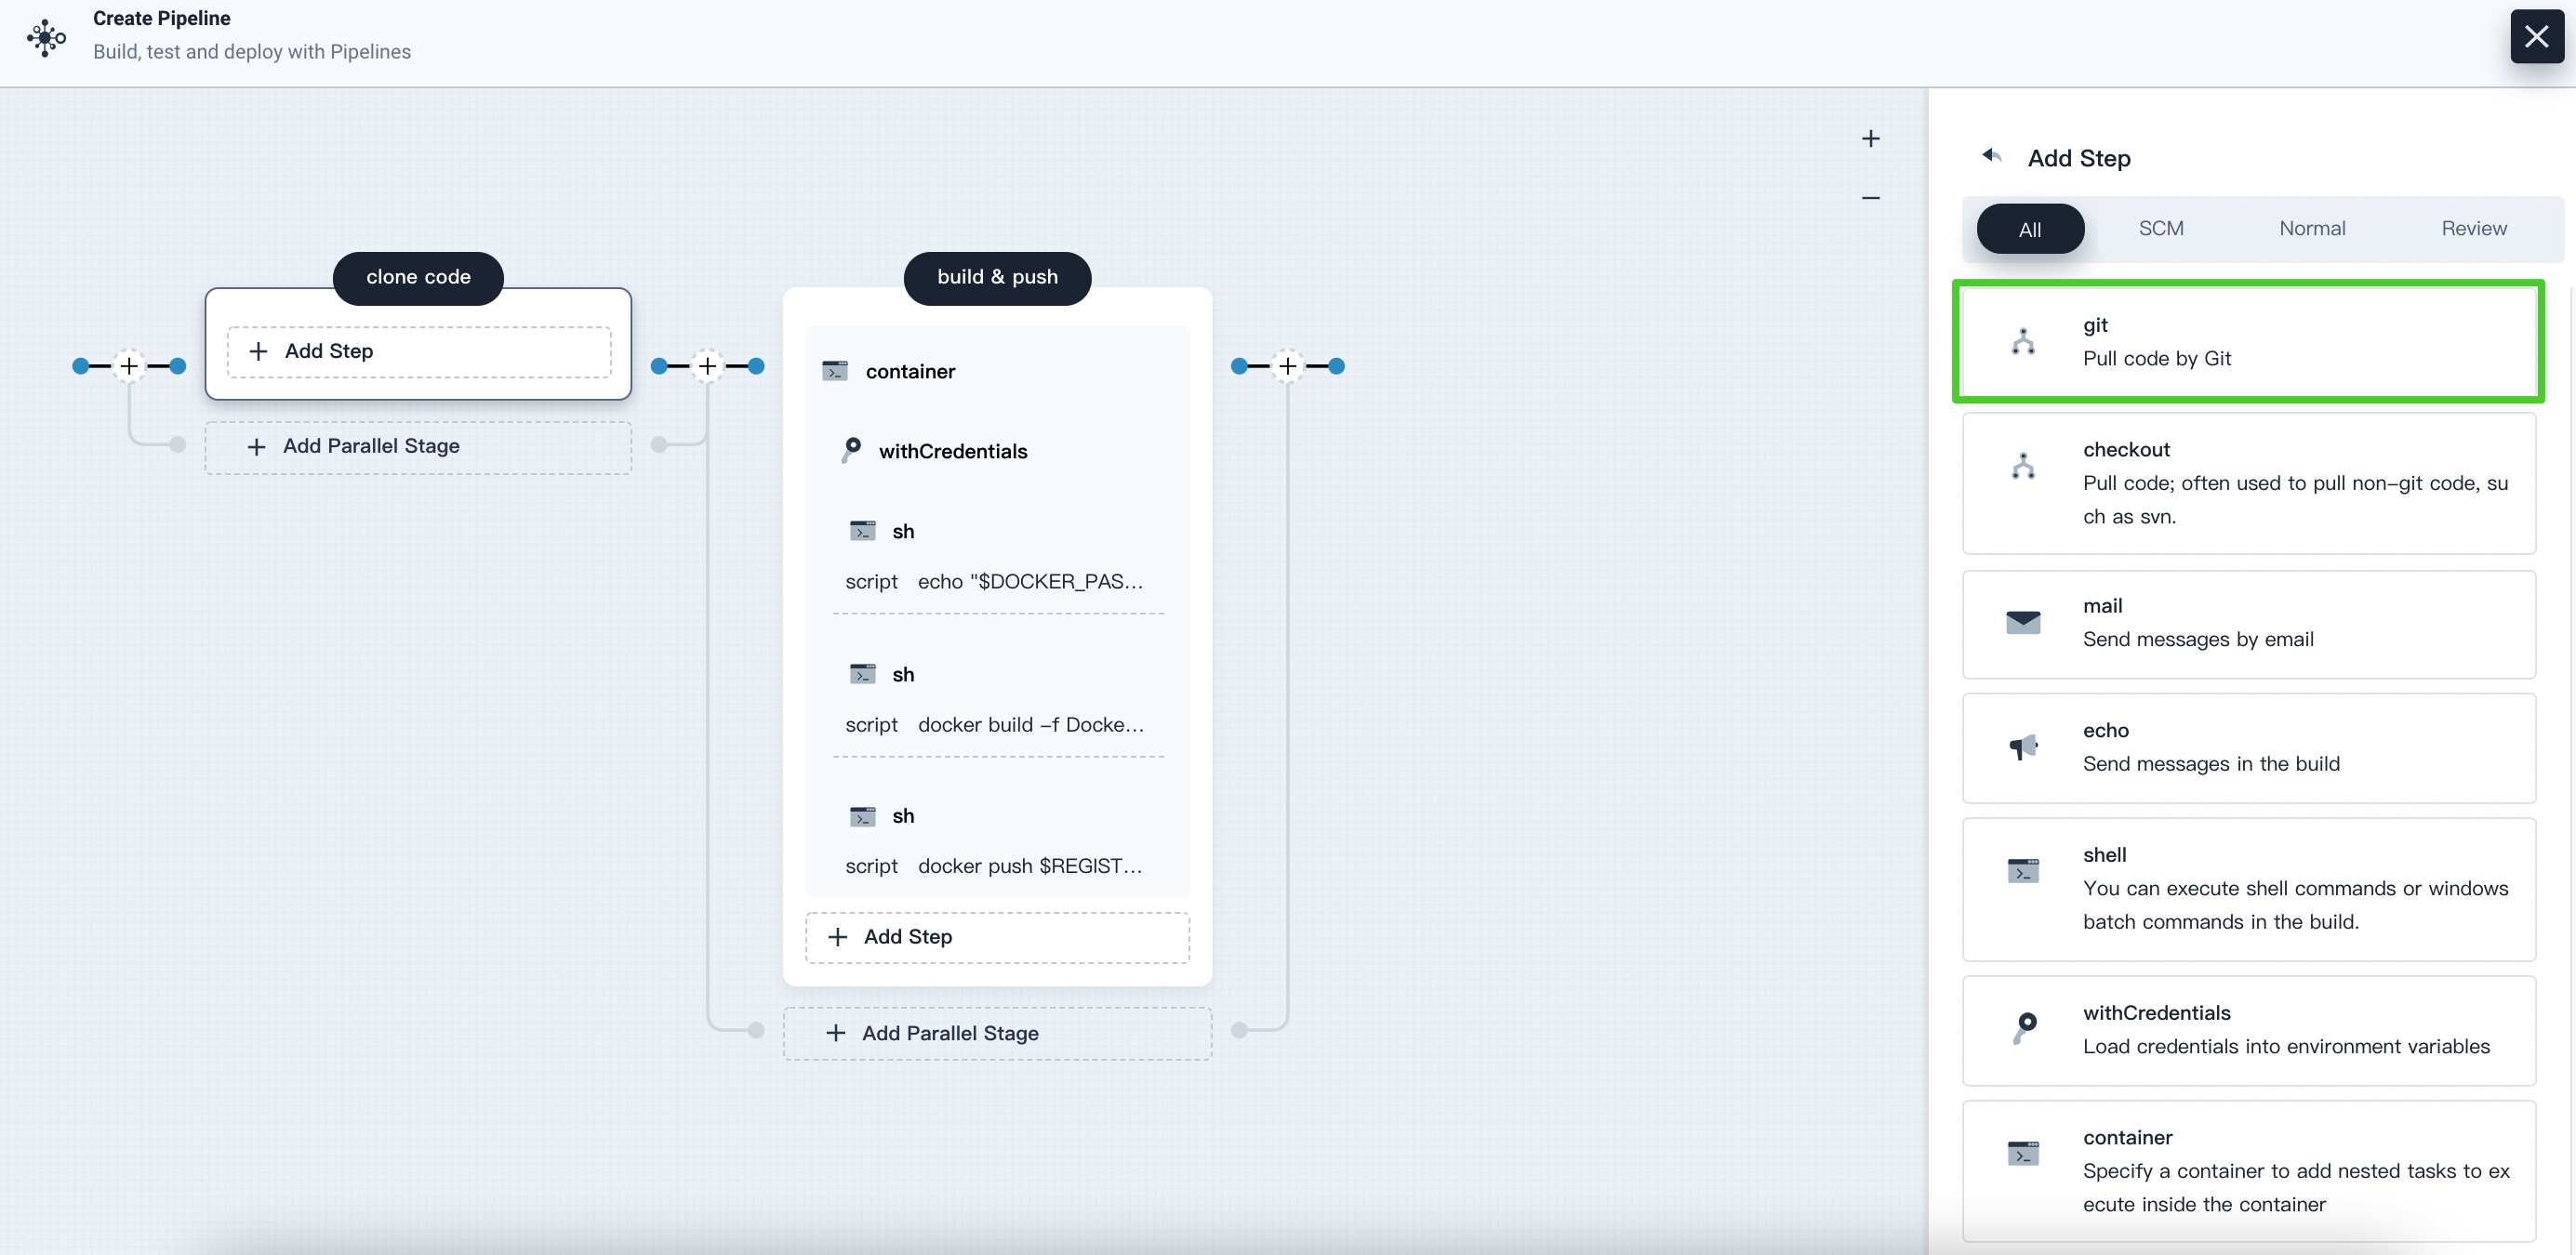 Create Pipeline
Build, test and deploy with Pipelines
clone code
Add Step
Add Parallel Stage
build & push
container
withCredentials
sh
script echo "$DOCKER_PAS...
sh
script docker build -f Docke...
sh
script docker push $REGIST...
Add Step
Add Parallel Stage
Add Step
All SCM Normal Review
git
Pull code by Git
checkout
Pull code; often used to pull non-git code, su
ch as svn.
mail
Send messages by email
echo
Send messages in the build
shell
You can execute shell commands or windows
batch commands in the build.
withCredentials
Load credentials into environment variables
container
Specify a container to add nested tasks to ex
ecute inside the container